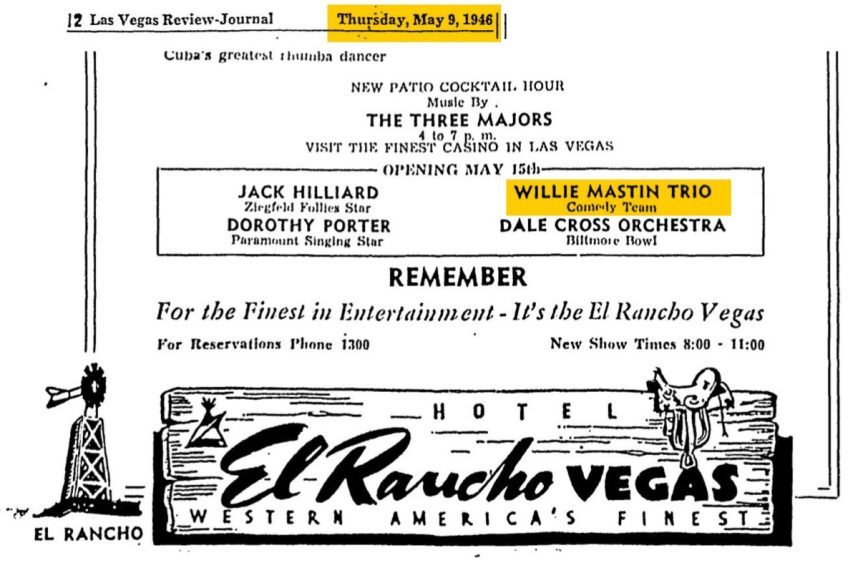 12 Las Vegas Review-Journal Thursday, May 9, 1946
Cuba's greatest rhumba dancer
NEW PATIO COCKTAIL HOUR
Music By .
THE THREE MAJORS
4 to 7 p. m.
VISIT THE FINEST CASINO IN LAS VEGAS
OPENING MAY 15th
JACK HILLIARD
Ziegfeld Follies Star
DOROTHY PORTER
Paramount Singing Star
WILLIE MASTIN TRIO
Comedy Team
DALE CROSS ORCHESTRA
Biltmore Bowl
REMEMBER
For the Finest in Entertainment - It's the El Rancho Vegas
For Reservations Phone 1300 New Show Times 8:00 - 11:00
HOTEL
El Rancho VEGAS
WESTERN AMERICA'S FINEST
EL RANCHO